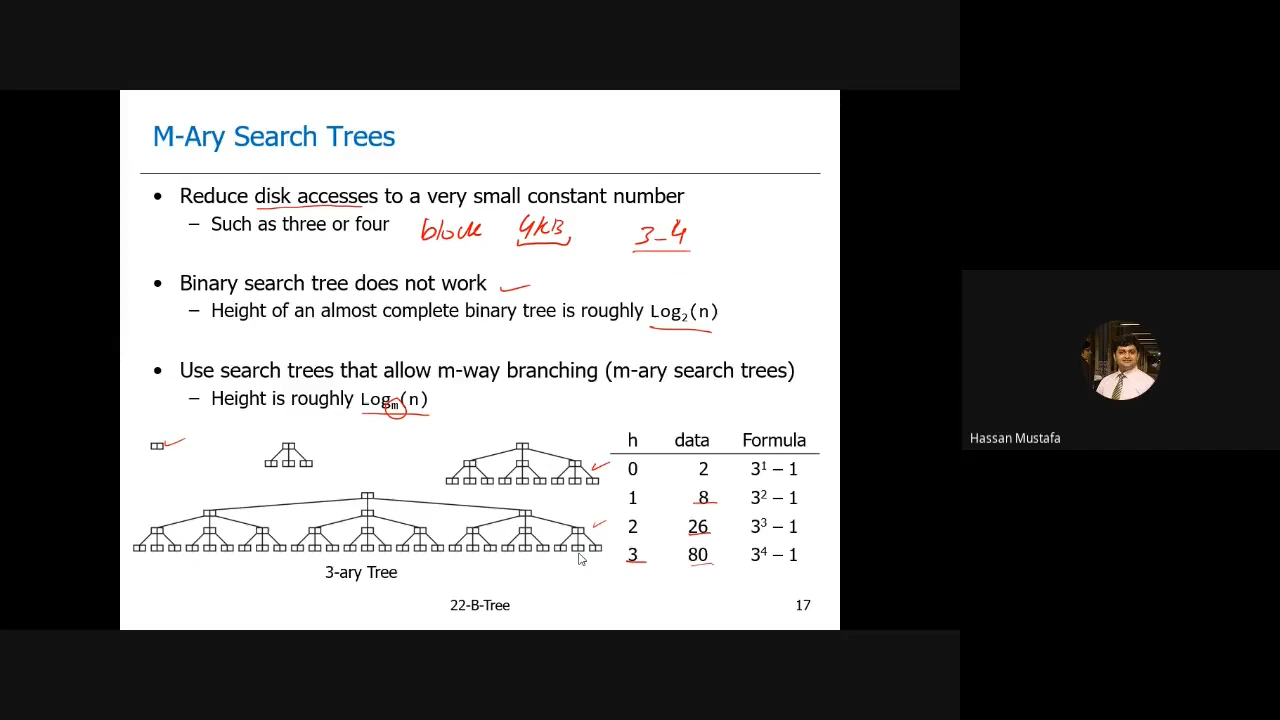 M-Ary Search Trees
• Reduce disk accesses to a very small constant number
– Such as three or four block 4KB 3-4
• Binary search tree does not work
– Height of an almost complete binary tree is roughly Log₂(n)
• Use search trees that allow m-way branching (m-ary search trees)
– Height is roughly Logₘ(n)
h data Formula
0 2 3¹ – 1
1 8 3² – 1
2 26 3³ – 1
3 80 3⁴ – 1
3-ary Tree
22-B-Tree 17
Hassan Mustafa